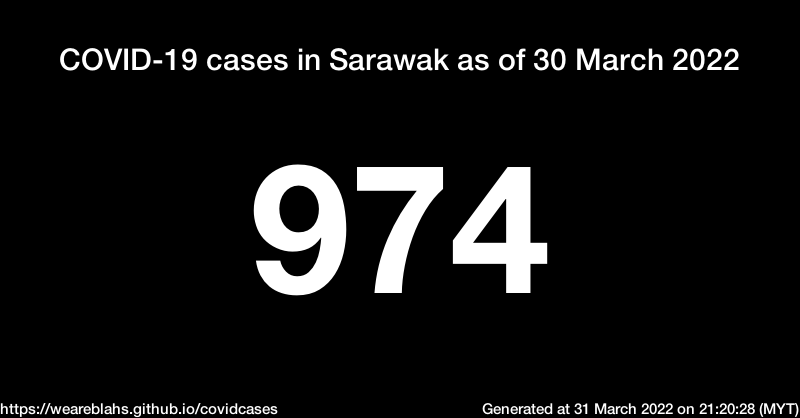 COVID-19 cases in Sarawak as of 30 March 2022
974
https://weareblahs.github.io/covidcases
Generated at 31 March 2022 on 21:20:28 (MYT)